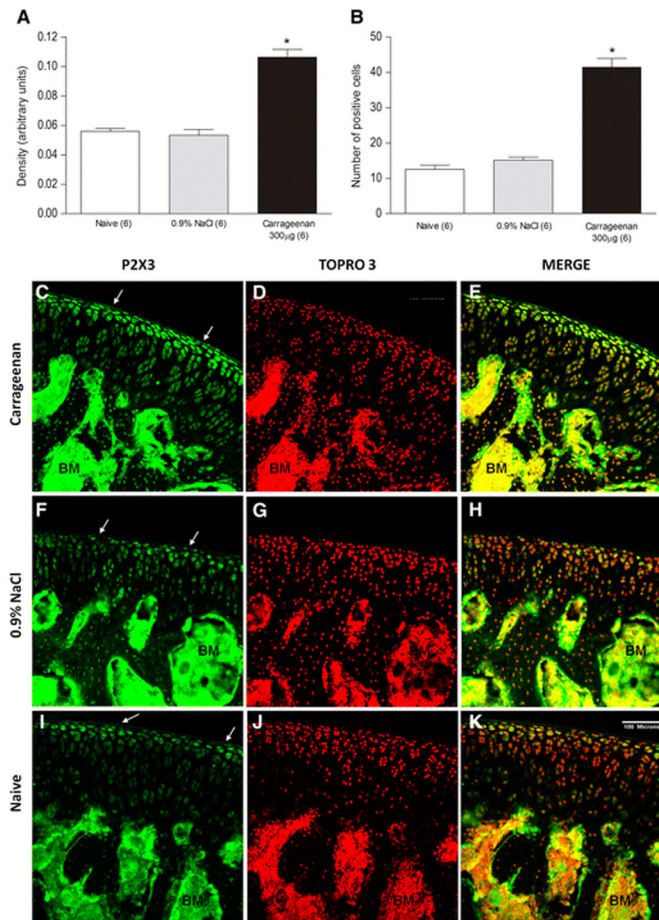 A
Density (arbitrary units)
0.12
0.10
0.08
0.06
0.04
0.02
0.00
Naive (6)
0.9% NaCl (6)
Carrageenan
300µg (6)
B
Number of positive cells
50
40
30
20
10
0
*
*
Naive (6)
0.9% NaCl (6)
Carrageenan
300µg (6)
P2X3
TOPRO 3
MERGE
Carrageenan
C
D
E
BM
BM
BM
0.9% NaCl
F
G
H
BM
BM
BM
Naive
I
J
K
100 Microns
BM
BM
BM